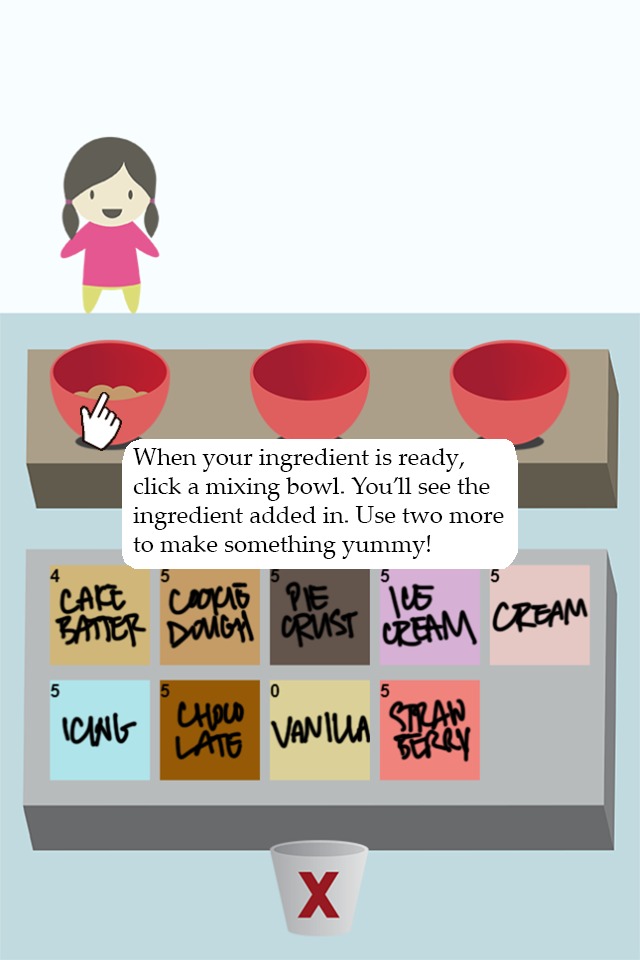 When your ingredient is ready,
click a mixing bowl. You’ll see the
ingredient added in. Use two more
to make something yummy!
4 5 5 5 5
CAKE BATTER
COOKIE DOUGH
PIE CRUST
ICE CREAM
CREAM
5 5 0 5
ICING
CHOCO LATE
VANILLA
STRAW BERRY
X